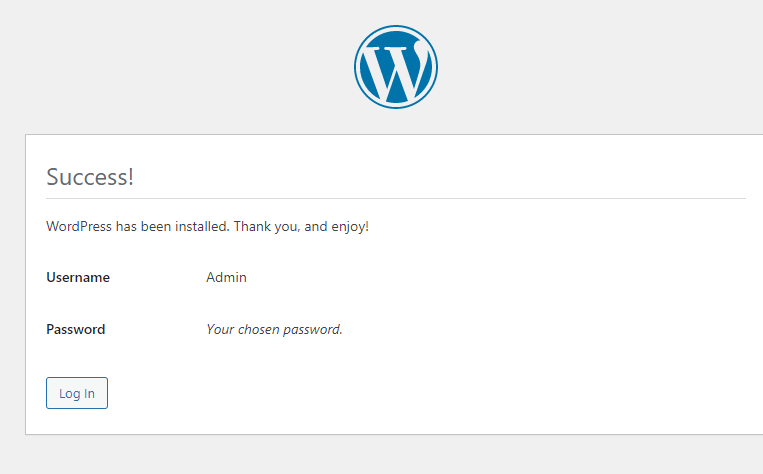 Success!
WordPress has been installed. Thank you, and enjoy!
Username Admin
Password Your chosen password.
Log In